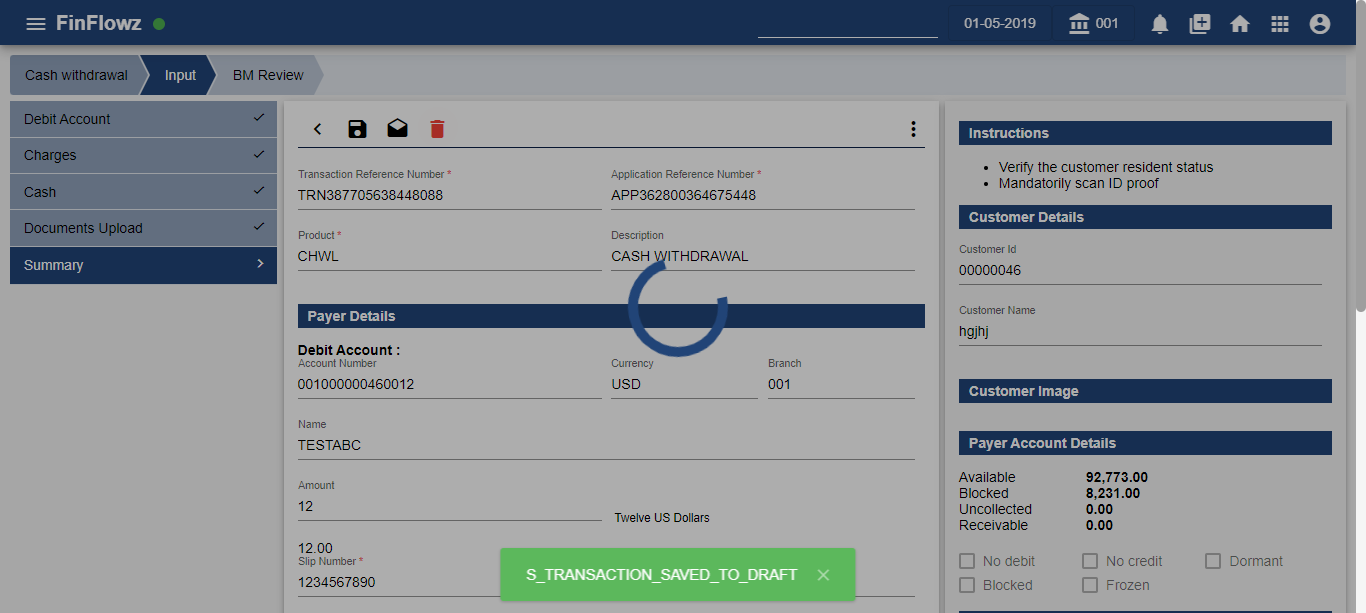 FinFlowz
01-05-2019
001
Cash withdrawal
Input
BM Review
Debit Account
Charges
Cash
Documents Upload
Summary
Transaction Reference Number *
TRN387705638448088
Application Reference Number *
APP362800364675448
Product *
CHWL
Description
CASH WITHDRAWAL
Payer Details
Debit Account :
Account Number
001000000460012
Currency
USD
Branch
001
Name
TESTABC
Amount
12
Twelve US Dollars
12.00
Slip Number *
1234567890
S_TRANSACTION_SAVED_TO_DRAFT
Instructions
• Verify the customer resident status
• Mandatorily scan ID proof
Customer Details
Customer Id
00000046
Customer Name
hgjhj
Customer Image
Payer Account Details
Available 92,773.00
Blocked 8,231.00
Uncollected 0.00
Receivable 0.00
No debit No credit Dormant
Blocked Frozen